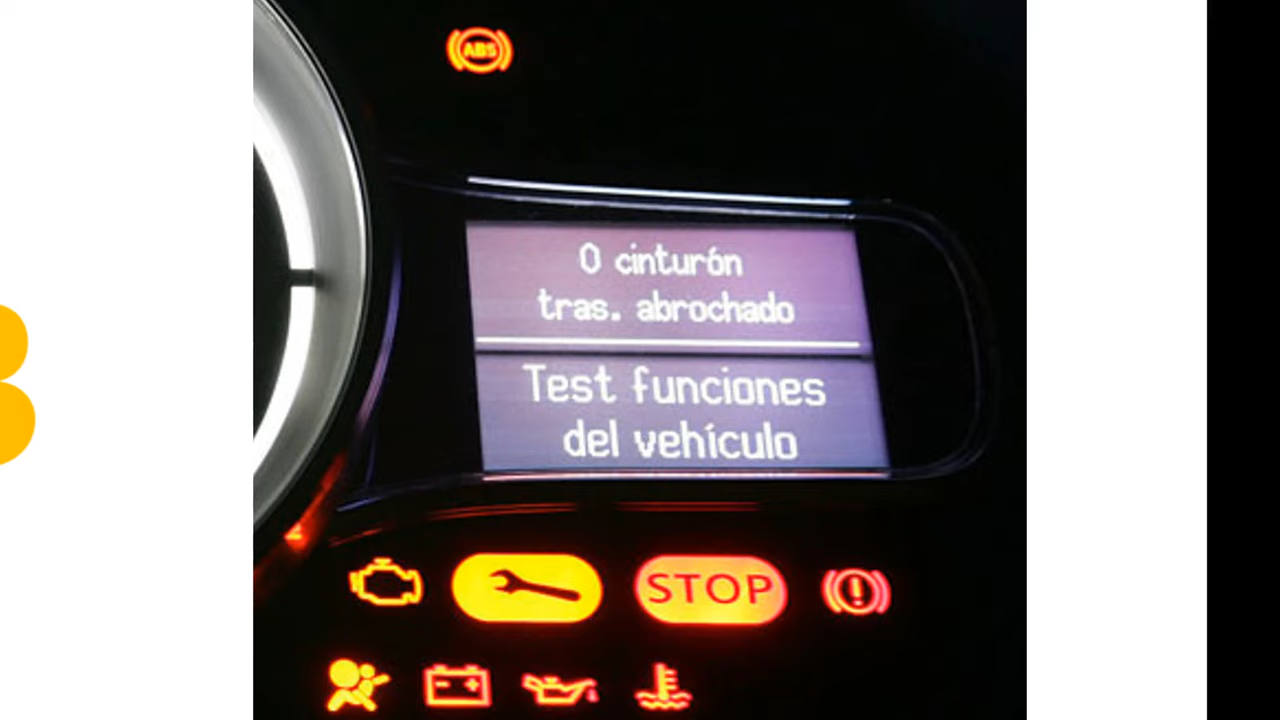 ABS
0 cinturón
tras. abrochado
Test funciones
del vehículo
STOP